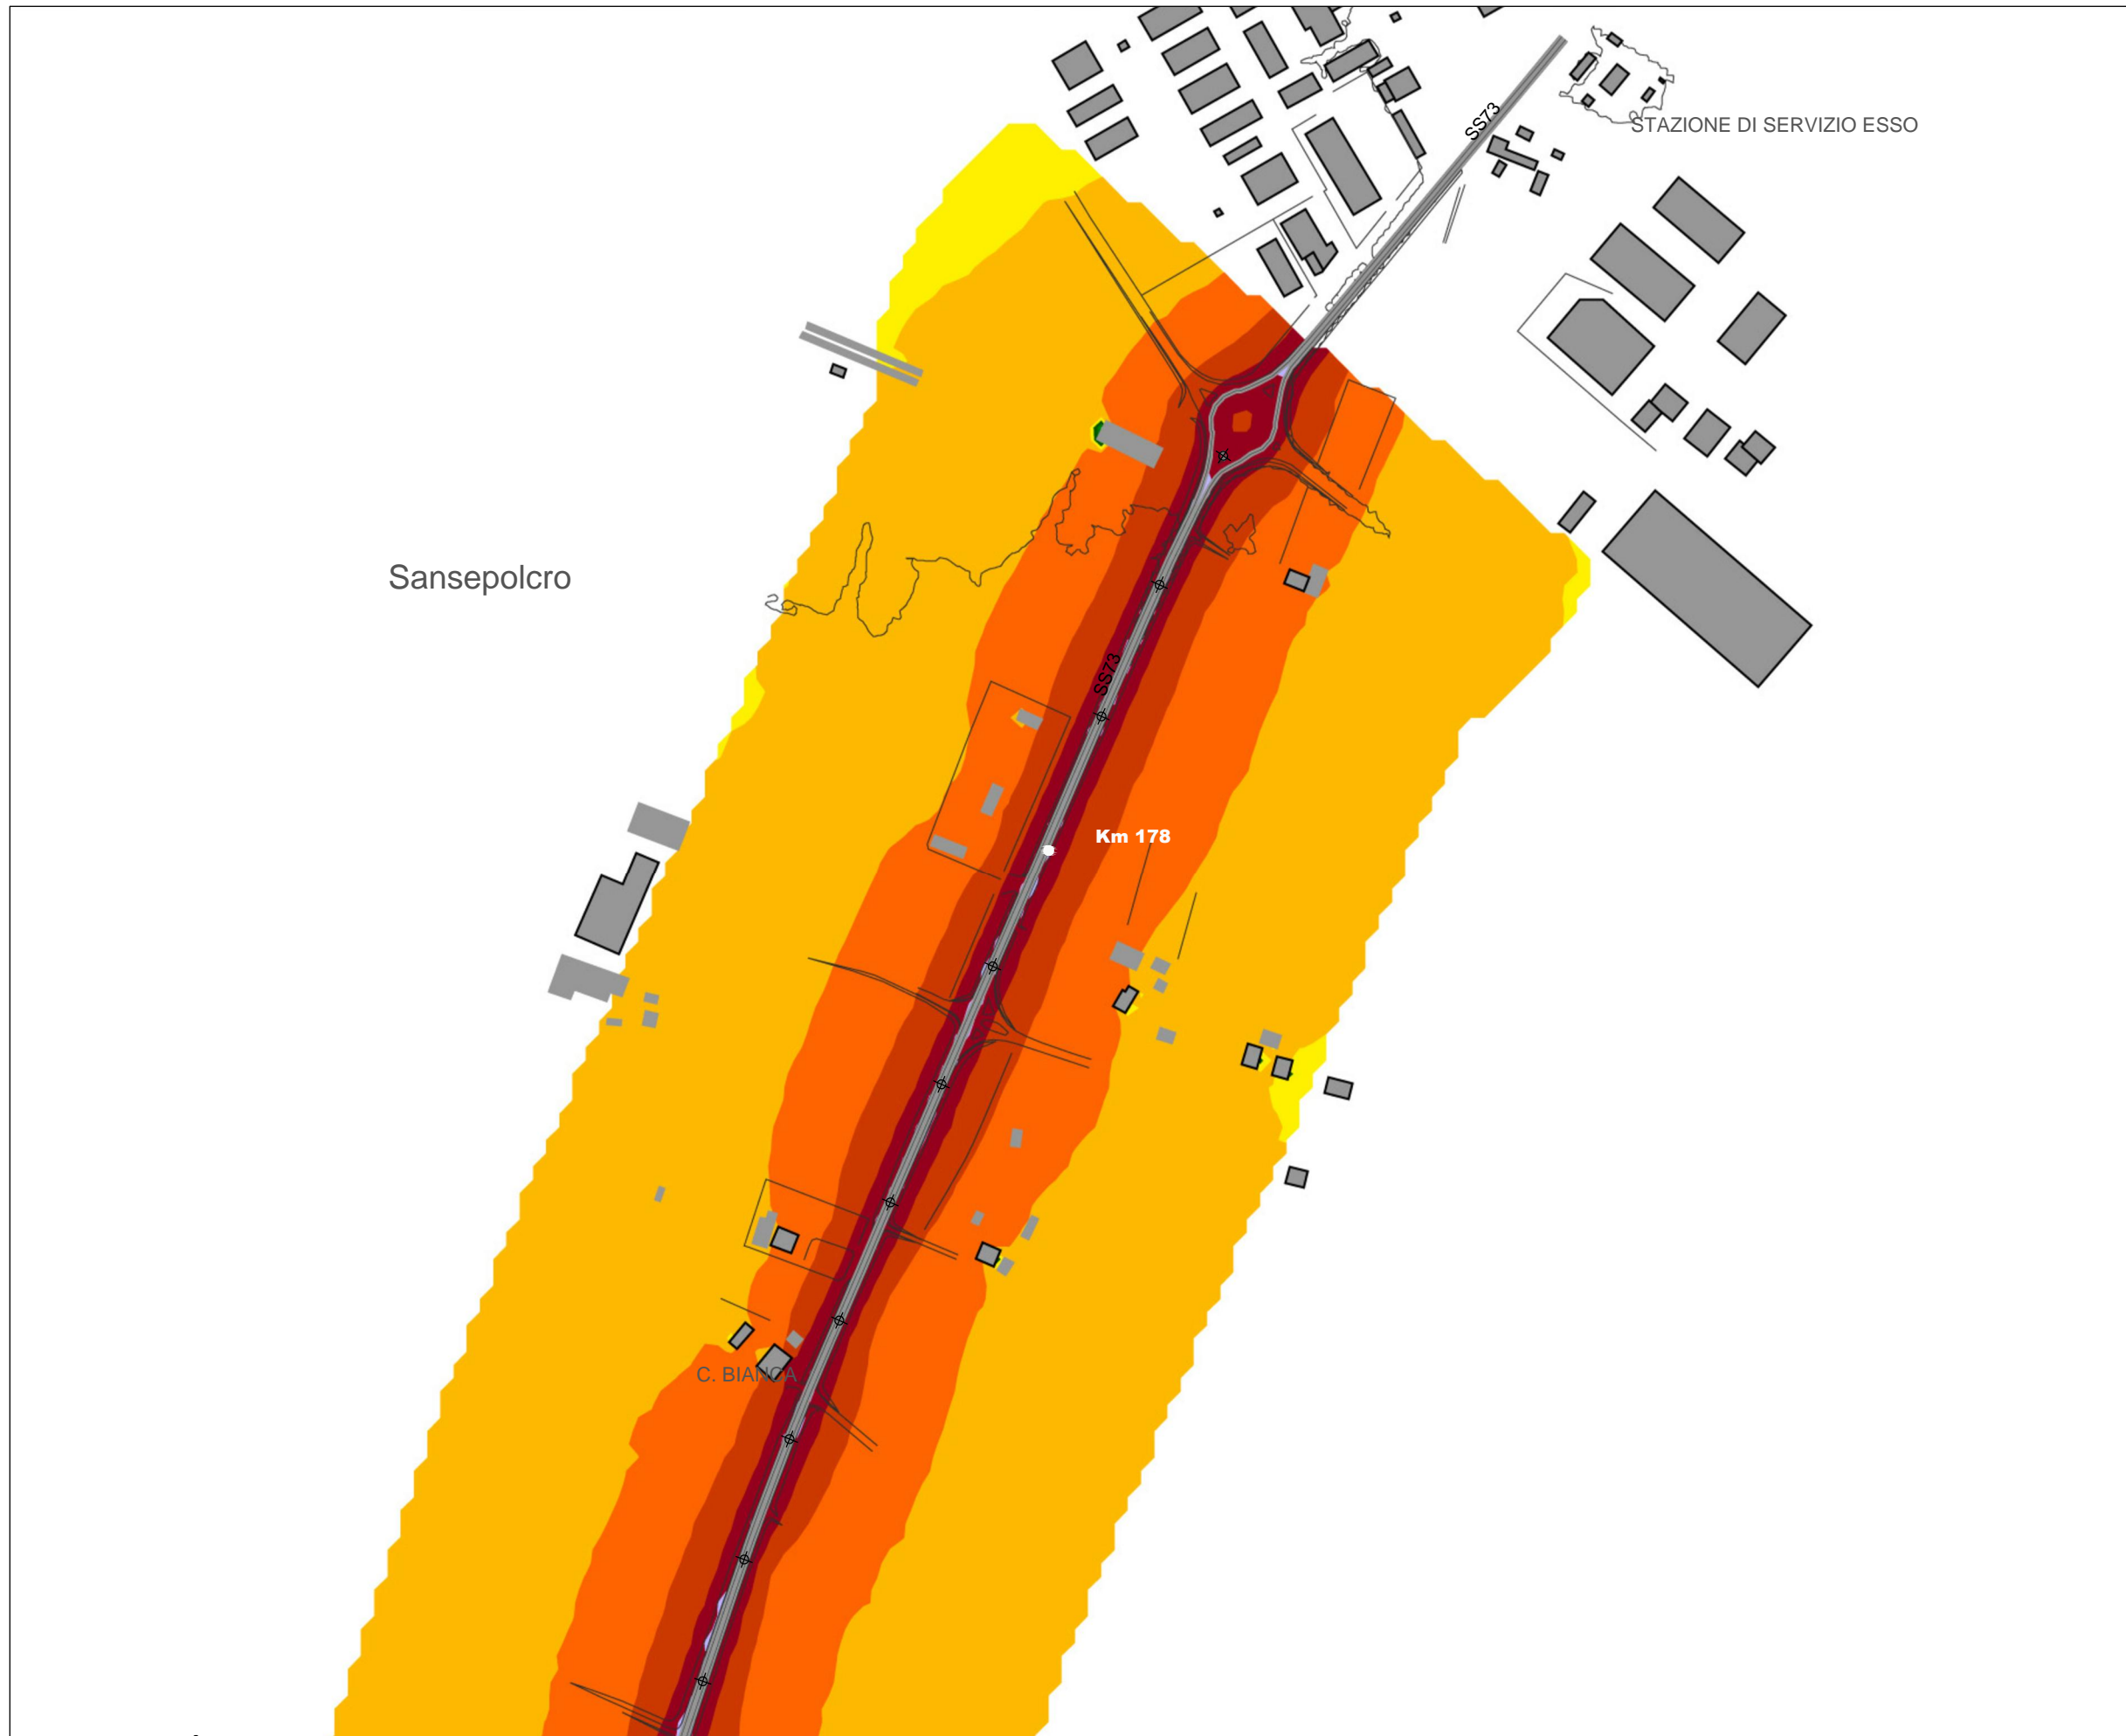 SS73
STAZIONE DI SERVIZIO ESSO
Sansepolcro
SS73
Km 178
C. BIANCA